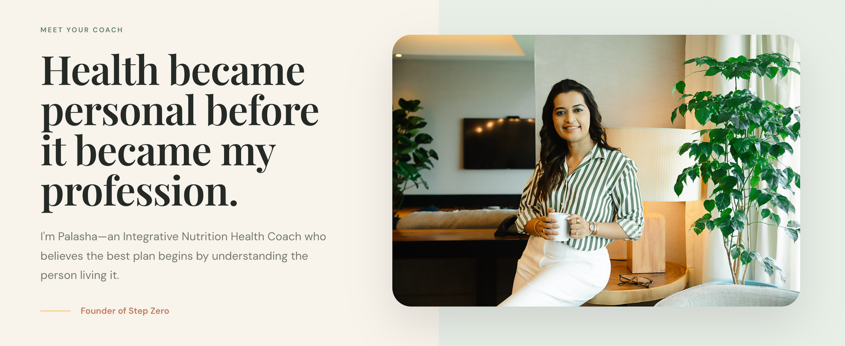 MEET YOUR COACH
Health became
personal before
it became my
profession.
I'm Palasha—an Integrative Nutrition Health Coach who
believes the best plan begins by understanding the
person living it.
Founder of Step Zero